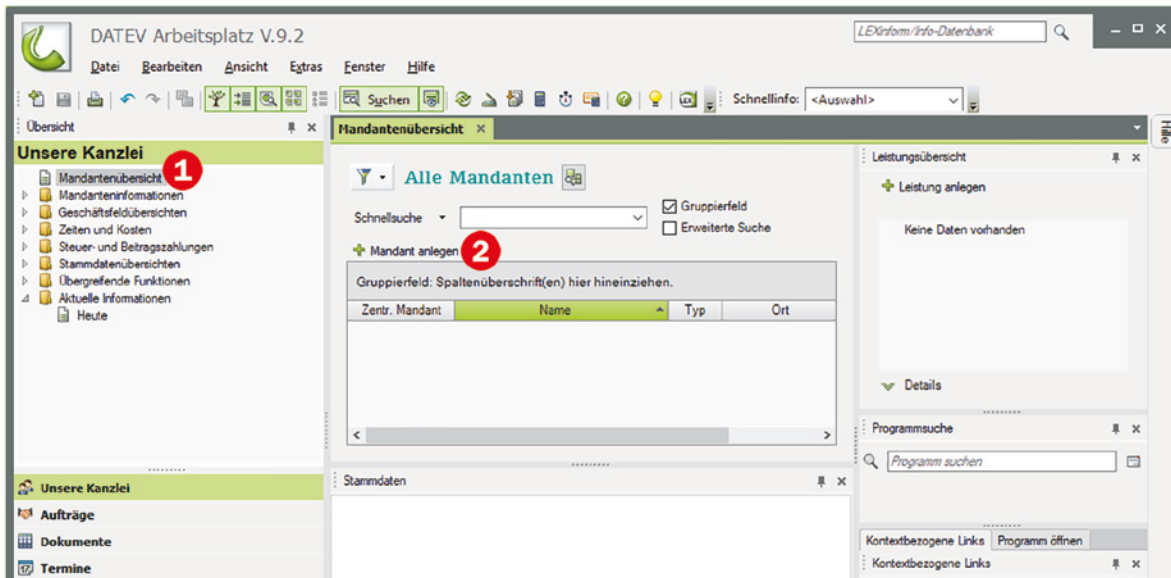 DATEV Arbeitsplatz V.9.2
LEXinform/Info-Datenbank
Datei Bearbeiten Ansicht Extras Fenster Hilfe
Suchen
Schnellinfo: <Auswahl>
Übersicht
Unsere Kanzlei
Mandantenübersicht
1
Mandanteninformationen
Geschäftsfeldübersichten
Zeiten und Kosten
Steuer- und Beitragszahlungen
Stammdatenübersichten
Übergreifende Funktionen
Aktuelle Informationen
Heute
Unsere Kanzlei
Aufträge
Dokumente
17 Termine
Mandantenübersicht
Alle Mandanten
Schnellsuche
Gruppierfeld
Erweiterte Suche
Mandant anlegen
2
Gruppierfeld: Spaltenüberschrift(en) hier hineinziehen.
Zentr. Mandant Name Typ Ort
Stammdaten
Leistungsübersicht
Leistung anlegen
Keine Daten vorhanden
Details
Programmsuche
Programm suchen
Kontextbezogene Links Programm öffnen
Kontextbezogene Links
Hilfe